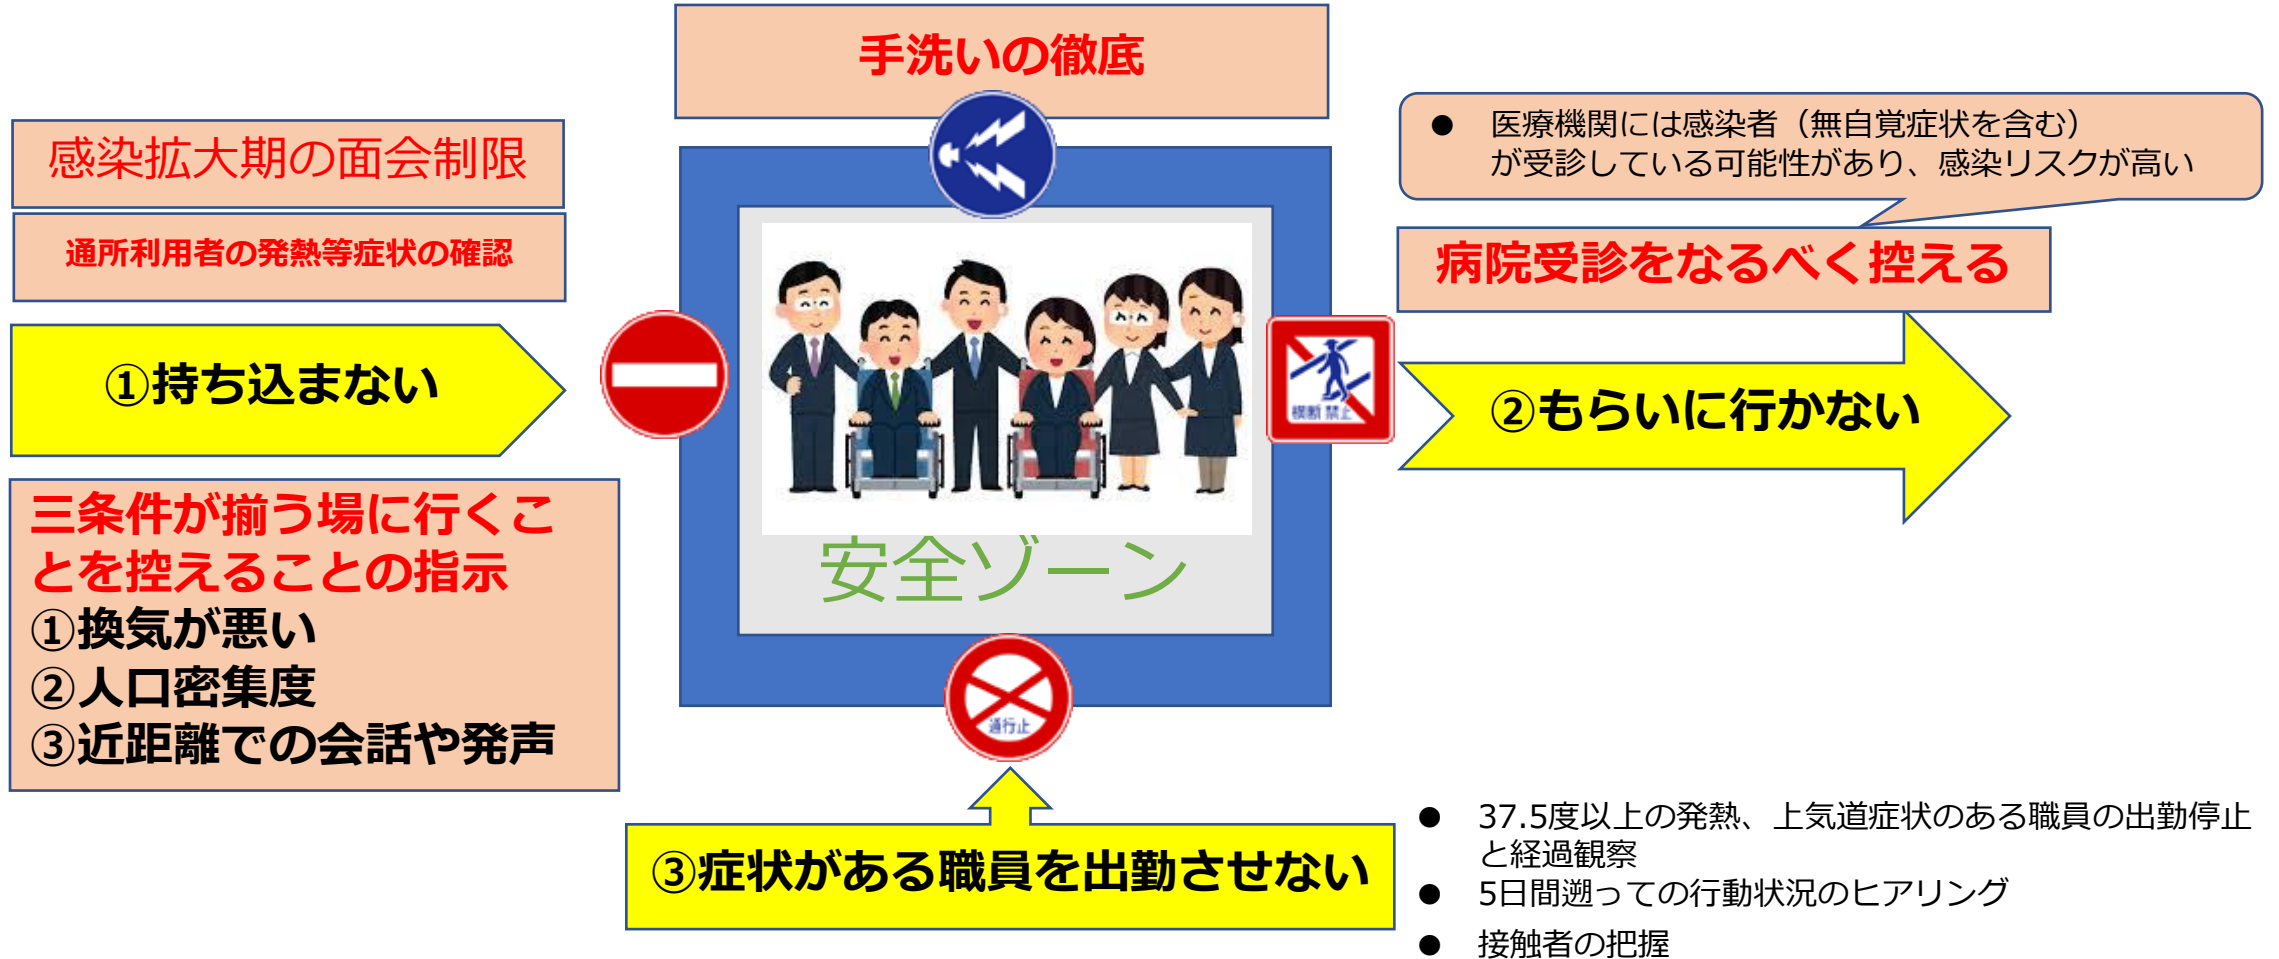 手洗いの徹底
感染拡大期の面会制限
通所利用者の発熱等症状の確認
①持ち込まない
三条件が揃う場に行くこ
とを控えることの指示
①換気が悪い
②人口密集度
③近距離での会話や発声
安全ゾーン
● 医療機関には感染者（無自覚症状を含む）
が受診している可能性があり、感染リスクが高い
病院受診をなるべく控える
横断禁止
②もらいに行かない
通行止
③症状がある職員を出勤させない
● 37.5度以上の発熱、上気道症状のある職員の出勤停止
と経過観察
● 5日間遡っての行動状況のヒアリング
● 接触者の把握